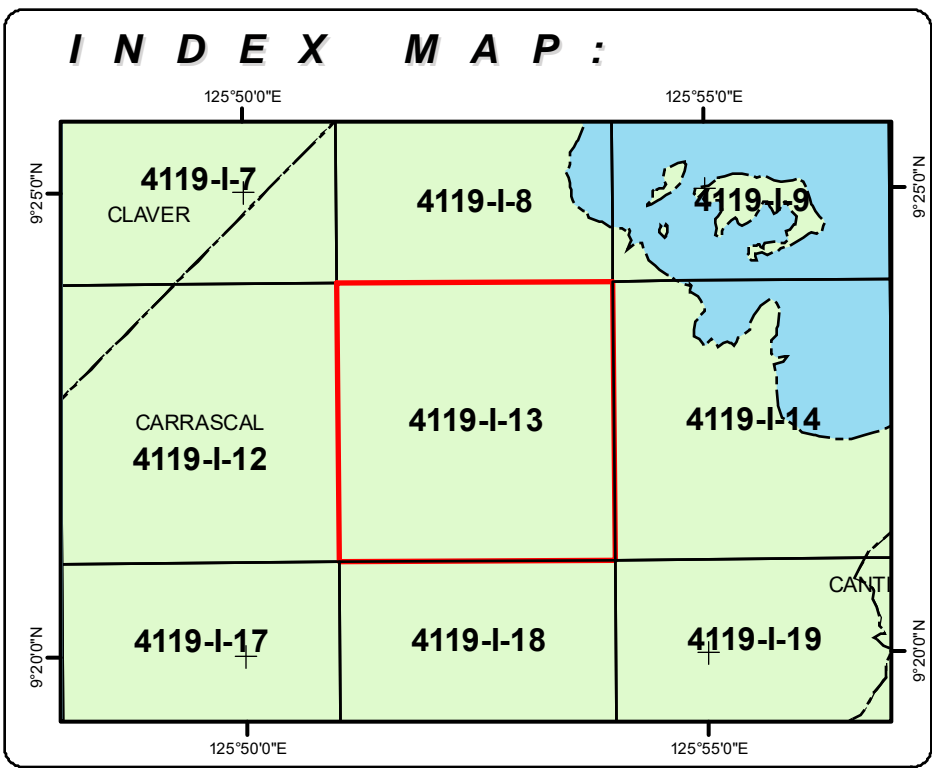 INDEX MAP:
125°50'0"E 125°55'0"E
9°25'0"N
9°25'0"N
4119-I-7
CLAVER
4119-I-8
4119-I-9
CARRASCAL
4119-I-12
4119-I-13
4119-I-14
CANTI
4119-I-17
4119-I-18
4119-I-19
9°20'0"N
9°20'0"N
125°50'0"E 125°55'0"E